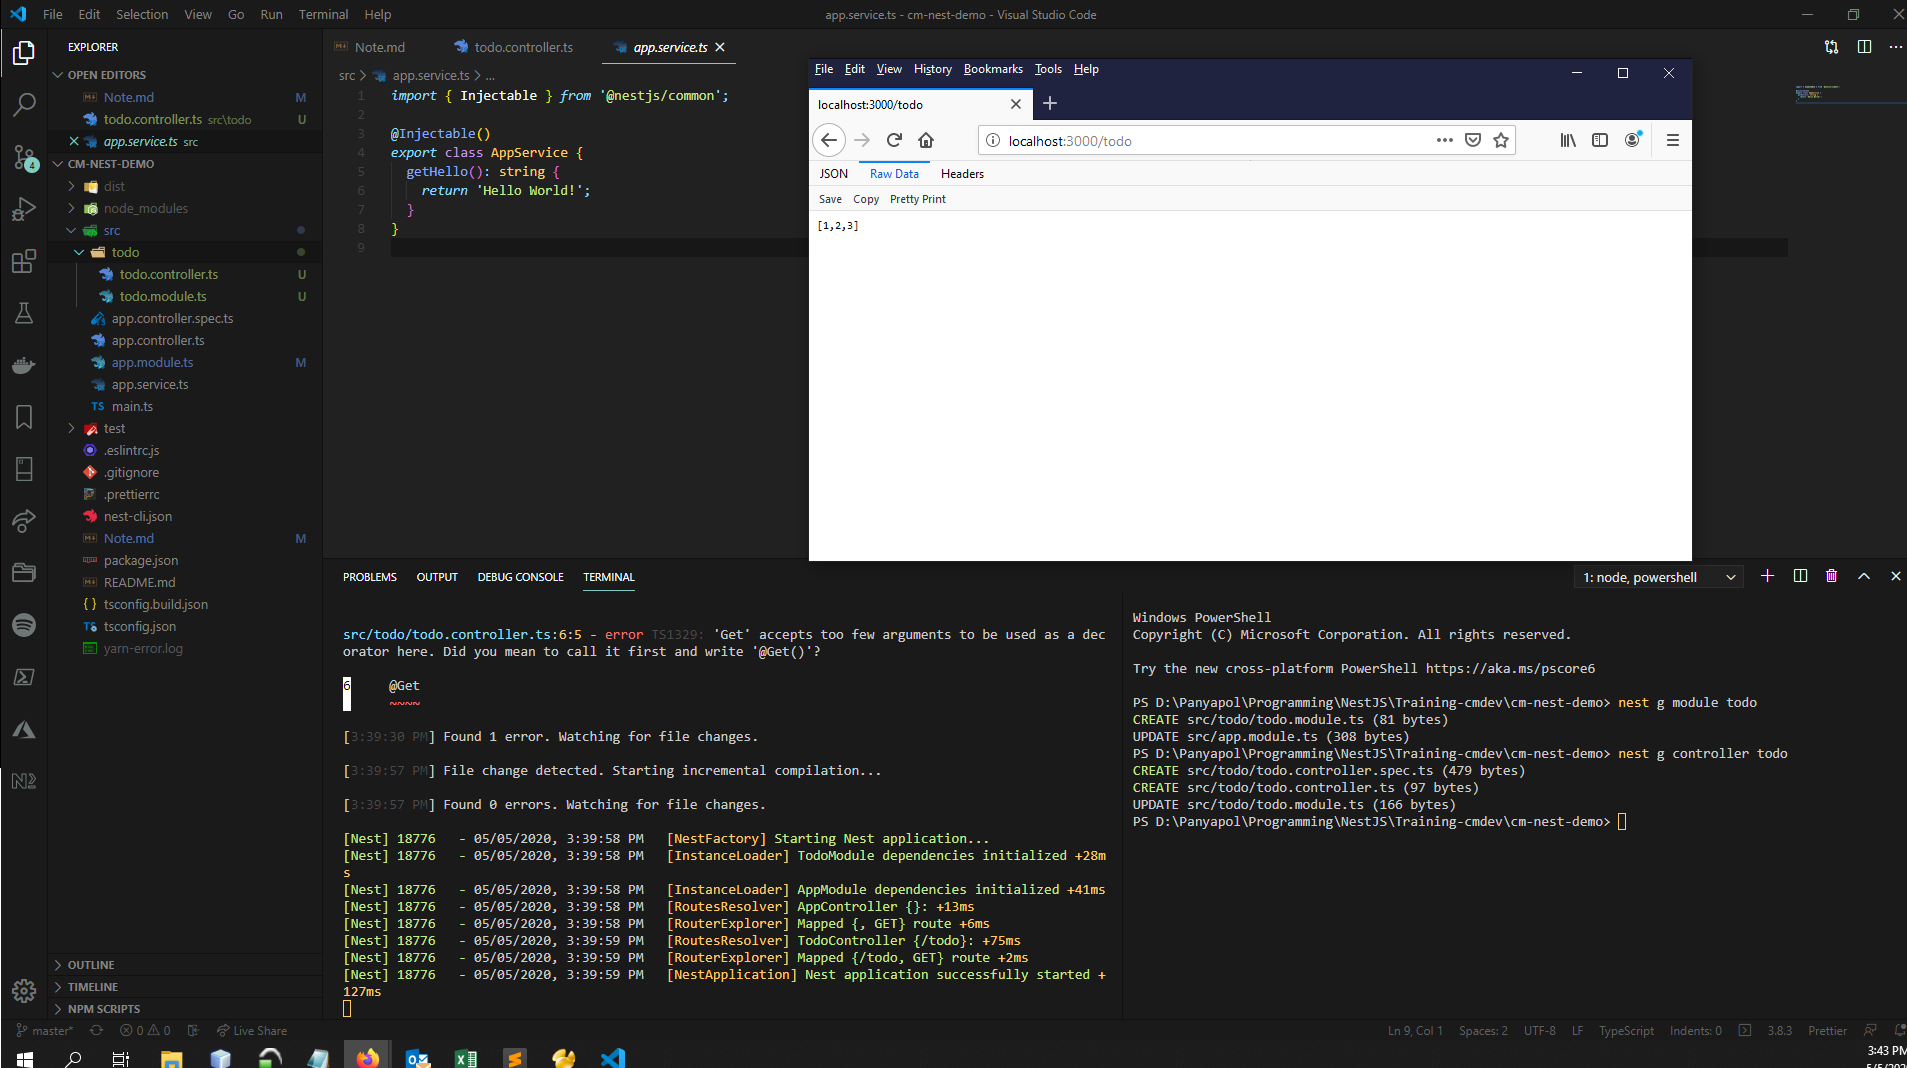 File Edit Selection View Go Run Terminal Help
app.service.ts - cm-nest-demo - Visual Studio Code
EXPLORER
OPEN EDITORS
Note.md M
todo.controller.ts src\todo U
app.service.ts src
CM-NEST-DEMO
dist
node_modules
src
todo
todo.controller.ts U
todo.module.ts U
app.controller.spec.ts
app.controller.ts
app.module.ts M
app.service.ts
TS main.ts
test
.eslintrc.js
.gitignore
.prettierrc
nest-cli.json
Note.md M
package.json
README.md
{ } tsconfig.build.json
TS tsconfig.json
yarn-error.log
OUTLINE
TIMELINE
NPM SCRIPTS
4
Note.md todo.controller.ts app.service.ts
src > app.service.ts > ...
1 import { Injectable } from '@nestjs/common';
2
3 @Injectable()
4 export class AppService {
5 getHello(): string {
6 return 'Hello World!';
7 }
8 }
9
File Edit View History Bookmarks Tools Help
localhost:3000/todo
localhost:3000/todo
JSON Raw Data Headers
Save Copy Pretty Print
[1,2,3]
PROBLEMS OUTPUT DEBUG CONSOLE TERMINAL
1: node, powershell
src/todo/todo.controller.ts:6:5 - error TS1329: 'Get' accepts too few arguments to be used as a dec
orator here. Did you mean to call it first and write '@Get()'?
6 @Get
~~~~
[3:39:30 PM] Found 1 error. Watching for file changes.
[3:39:57 PM] File change detected. Starting incremental compilation...
[3:39:57 PM] Found 0 errors. Watching for file changes.
[Nest] 18776 - 05/05/2020, 3:39:58 PM [NestFactory] Starting Nest application...
[Nest] 18776 - 05/05/2020, 3:39:58 PM [InstanceLoader] TodoModule dependencies initialized +28m
s
[Nest] 18776 - 05/05/2020, 3:39:58 PM [InstanceLoader] AppModule dependencies initialized +41ms
[Nest] 18776 - 05/05/2020, 3:39:58 PM [RoutesResolver] AppController {}: +13ms
[Nest] 18776 - 05/05/2020, 3:39:58 PM [RouterExplorer] Mapped {, GET} route +6ms
[Nest] 18776 - 05/05/2020, 3:39:59 PM [RoutesResolver] TodoController {/todo}: +75ms
[Nest] 18776 - 05/05/2020, 3:39:59 PM [RouterExplorer] Mapped {/todo, GET} route +2ms
[Nest] 18776 - 05/05/2020, 3:39:59 PM [NestApplication] Nest application successfully started +
127ms
Windows PowerShell
Copyright (C) Microsoft Corporation. All rights reserved.
Try the new cross-platform PowerShell https://aka.ms/pscore6
PS D:\Panyapol\Programming\NestJS\Training-cmdev\cm-nest-demo> nest g module todo
CREATE src/todo/todo.module.ts (81 bytes)
UPDATE src/app.module.ts (308 bytes)
PS D:\Panyapol\Programming\NestJS\Training-cmdev\cm-nest-demo> nest g controller todo
CREATE src/todo/todo.controller.spec.ts (479 bytes)
CREATE src/todo/todo.controller.ts (97 bytes)
UPDATE src/todo/todo.module.ts (166 bytes)
PS D:\Panyapol\Programming\NestJS\Training-cmdev\cm-nest-demo>
master* 0 0 Live Share
Ln 9, Col 1 Spaces: 2 UTF-8 LF TypeScript Indents: 0 3.8.3 Prettier
3:43 PM